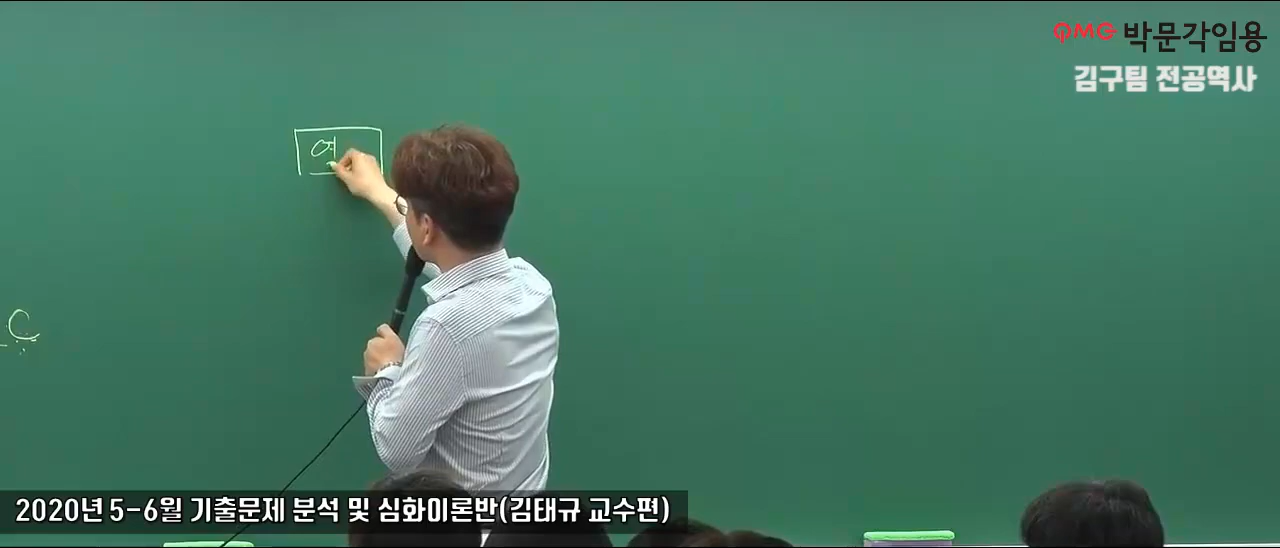 QMG 박문각임용
김구팀 전공역사
여
C
2020년 5-6월 기출문제 분석 및 심화이론반(김태규 교수편)